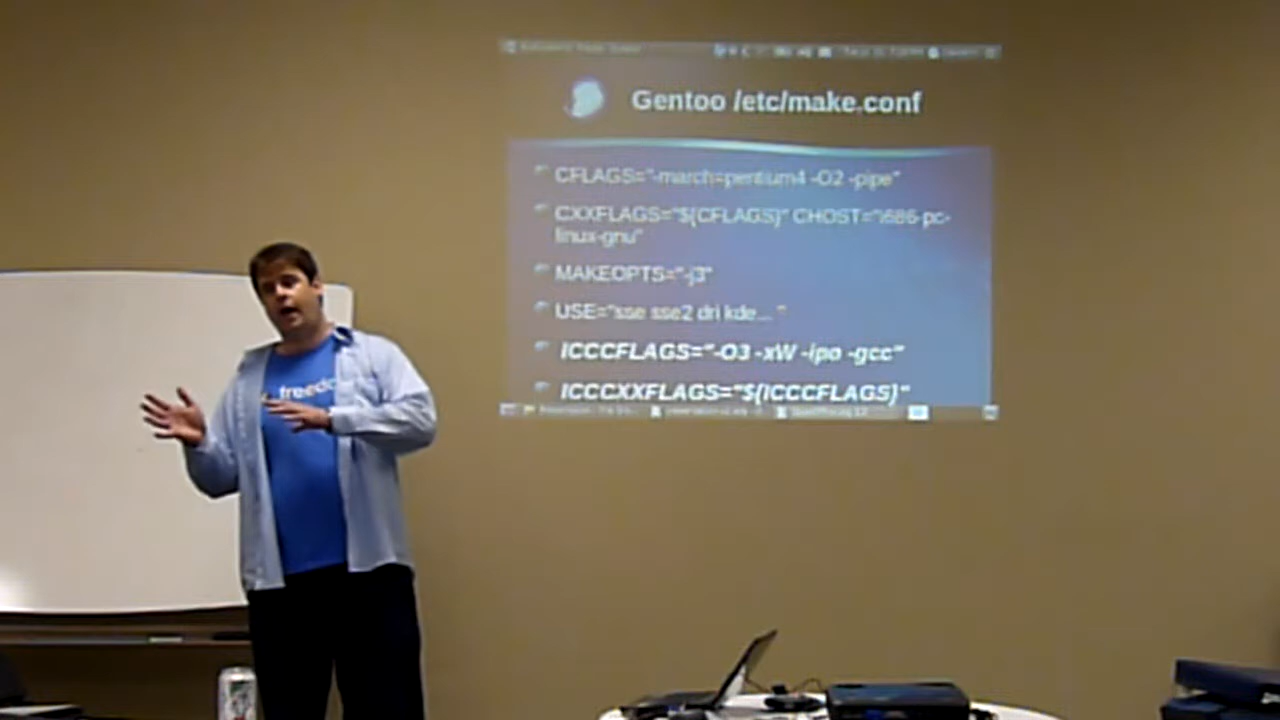 Gentoo /etc/make.conf
CFLAGS="-march=pentium4 -O2 -pipe"
CXXFLAGS="${CFLAGS}" CHOST="i686-pc-
linux-gnu"
MAKEOPTS="-j3"
USE="sse sse2 dri kde... "
ICCCFLAGS="-O3 -xW -ipo -gcc"
ICCCXXFLAGS="${ICCCFLAGS}"